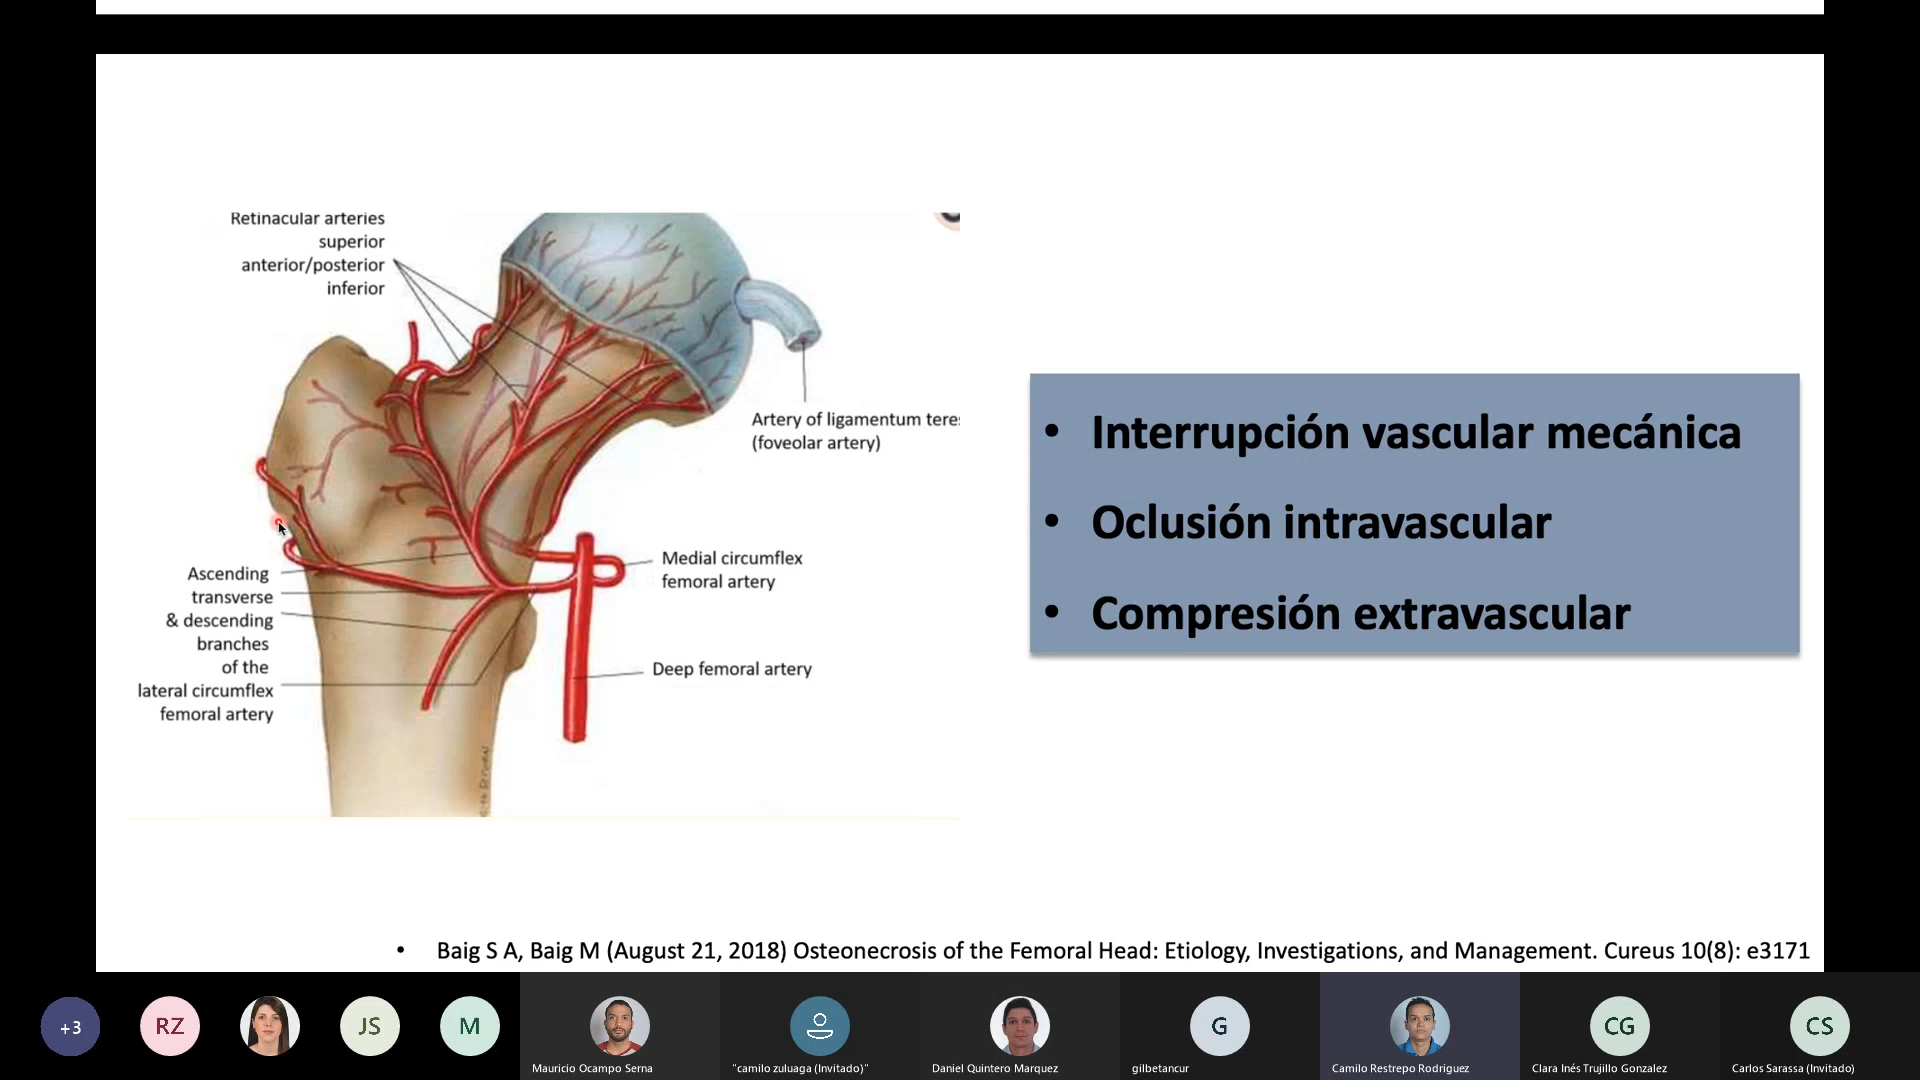 Retinacular arteries
superior
anterior/posterior
inferior
Artery of ligamentum tere
(foveolar artery)
Medial circumflex
femoral artery
Ascending
transverse
& descending
branches
of the
lateral circumflex
femoral artery
Deep femoral artery
• Interrupción vascular mecánica
• Oclusión intravascular
• Compresión extravascular
• Baig S A, Baig M (August 21, 2018) Osteonecrosis of the Femoral Head: Etiology, Investigations, and Management. Cureus 10(8): e3171
+3
RZ
JS
M
G
CG
CS
Mauricio Ocampo Serna
"camilo zuluaga (Invitado)"
Daniel Quintero Marquez
gilbetancur
Camilo Restrepo Rodriguez
Clara Inés Trujillo Gonzalez
Carlos Sarassa (Invitado)